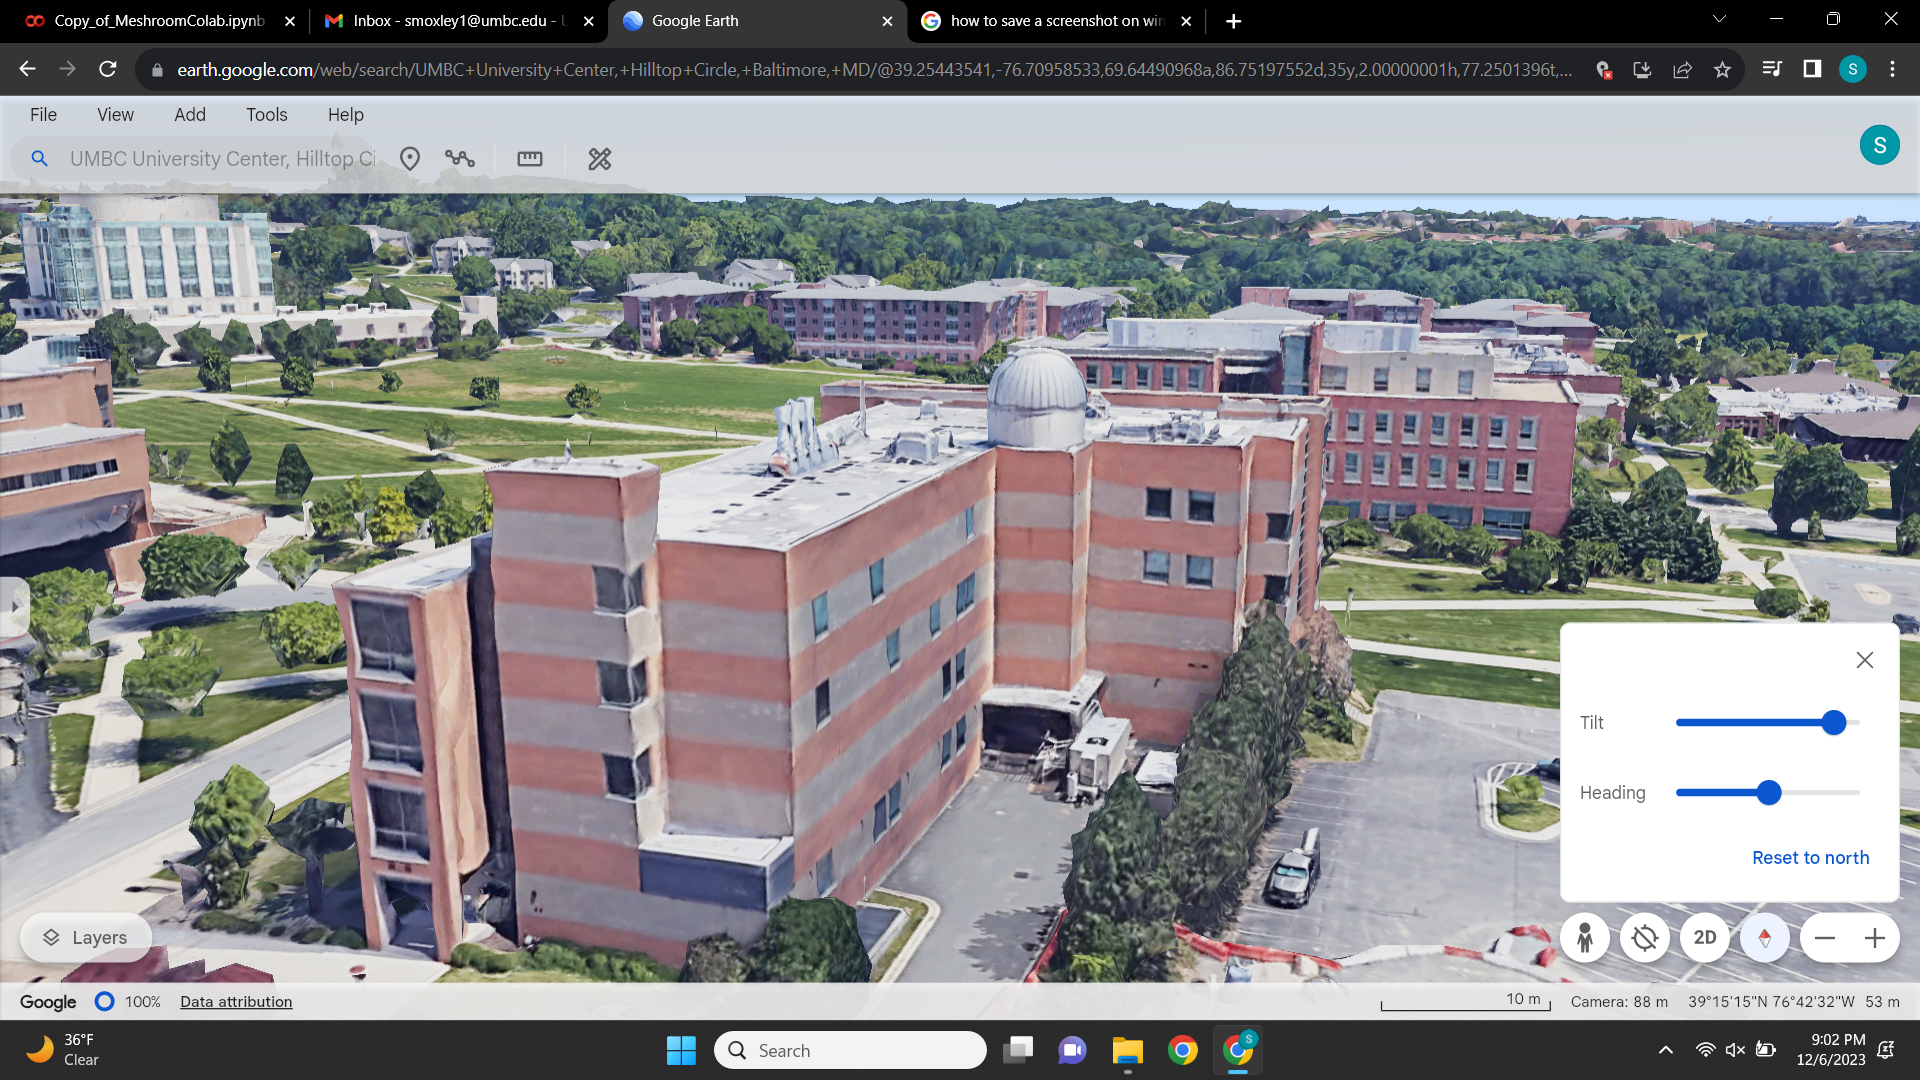 Copy_of_MeshroomColab.ipynb
Inbox - smoxley1@umbc.edu - U
Google Earth
how to save a screenshot on win
earth.google.com/web/search/UMBC+University+Center,+Hilltop+Circle,+Baltimore,+MD/@39.25443541,-76.70958533,69.64490968a,86.75197552d,35y,2.00000001h,77.2501396t,...
S
File View Add Tools Help
UMBC University Center, Hilltop Ci
S
Tilt
Heading
Reset to north
Layers
2D
Google 100% Data attribution
10 m Camera: 88 m 39°15'15"N 76°42'32"W 53 m
36°F
Clear
Search
S
9:02 PM
12/6/2023